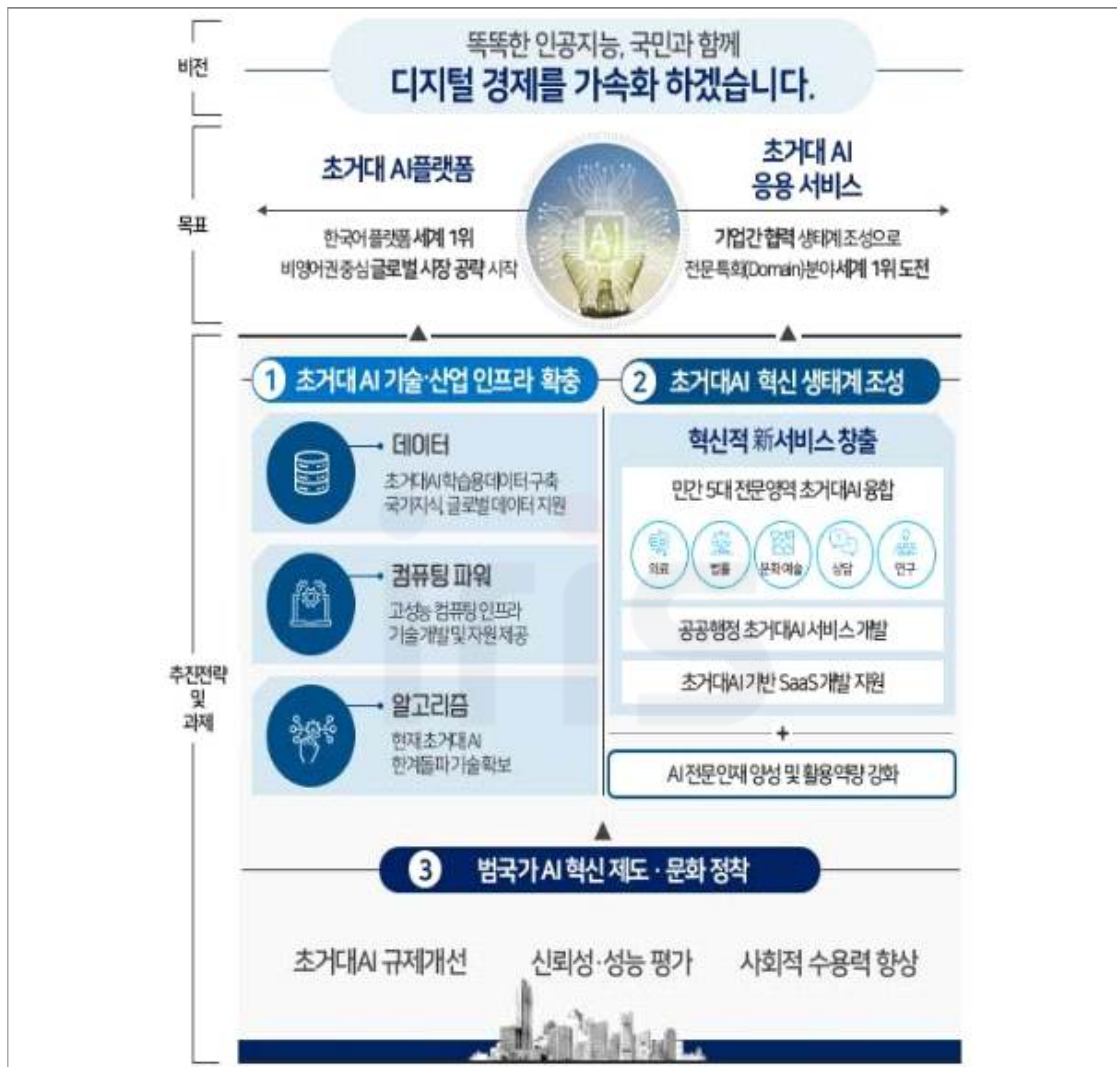 비전
똑똑한 인공지능, 국민과 함께
디지털 경제를 가속화 하겠습니다.
목표
초거대 AI플랫폼
한국어 플랫폼 세계 1위
비영어권 중심 글로벌 시장 공략 시작
AI
초거대 AI
응용 서비스
기업간 협력 생태계 조성으로
전문 특화(Domain)분야 세계 1위 도전
추진전략
및
과제
1 초거대 AI 기술·산업 인프라 확충
데이터
초거대AI 학습용 데이터 구축
국가지식, 글로벌 데이터 지원
컴퓨팅 파워
고성능 컴퓨팅 인프라
기술개발 및 자원 제공
알고리즘
현재 초거대 AI
한계돌파 기술 확보
2 초거대AI 혁신 생태계 조성
혁신적 新서비스 창출
민간 5대 전문영역 초거대AI 융합
의료 법률 문화·예술 상담 연구
공공행정 초거대AI 서비스 개발
초거대AI 기반 SaaS 개발 지원
+
AI 전문인재 양성 및 활용역량 강화
3 범국가 AI 혁신 제도 · 문화 정착
초거대AI 규제개선 신뢰성·성능 평가 사회적 수용력 향상
iris